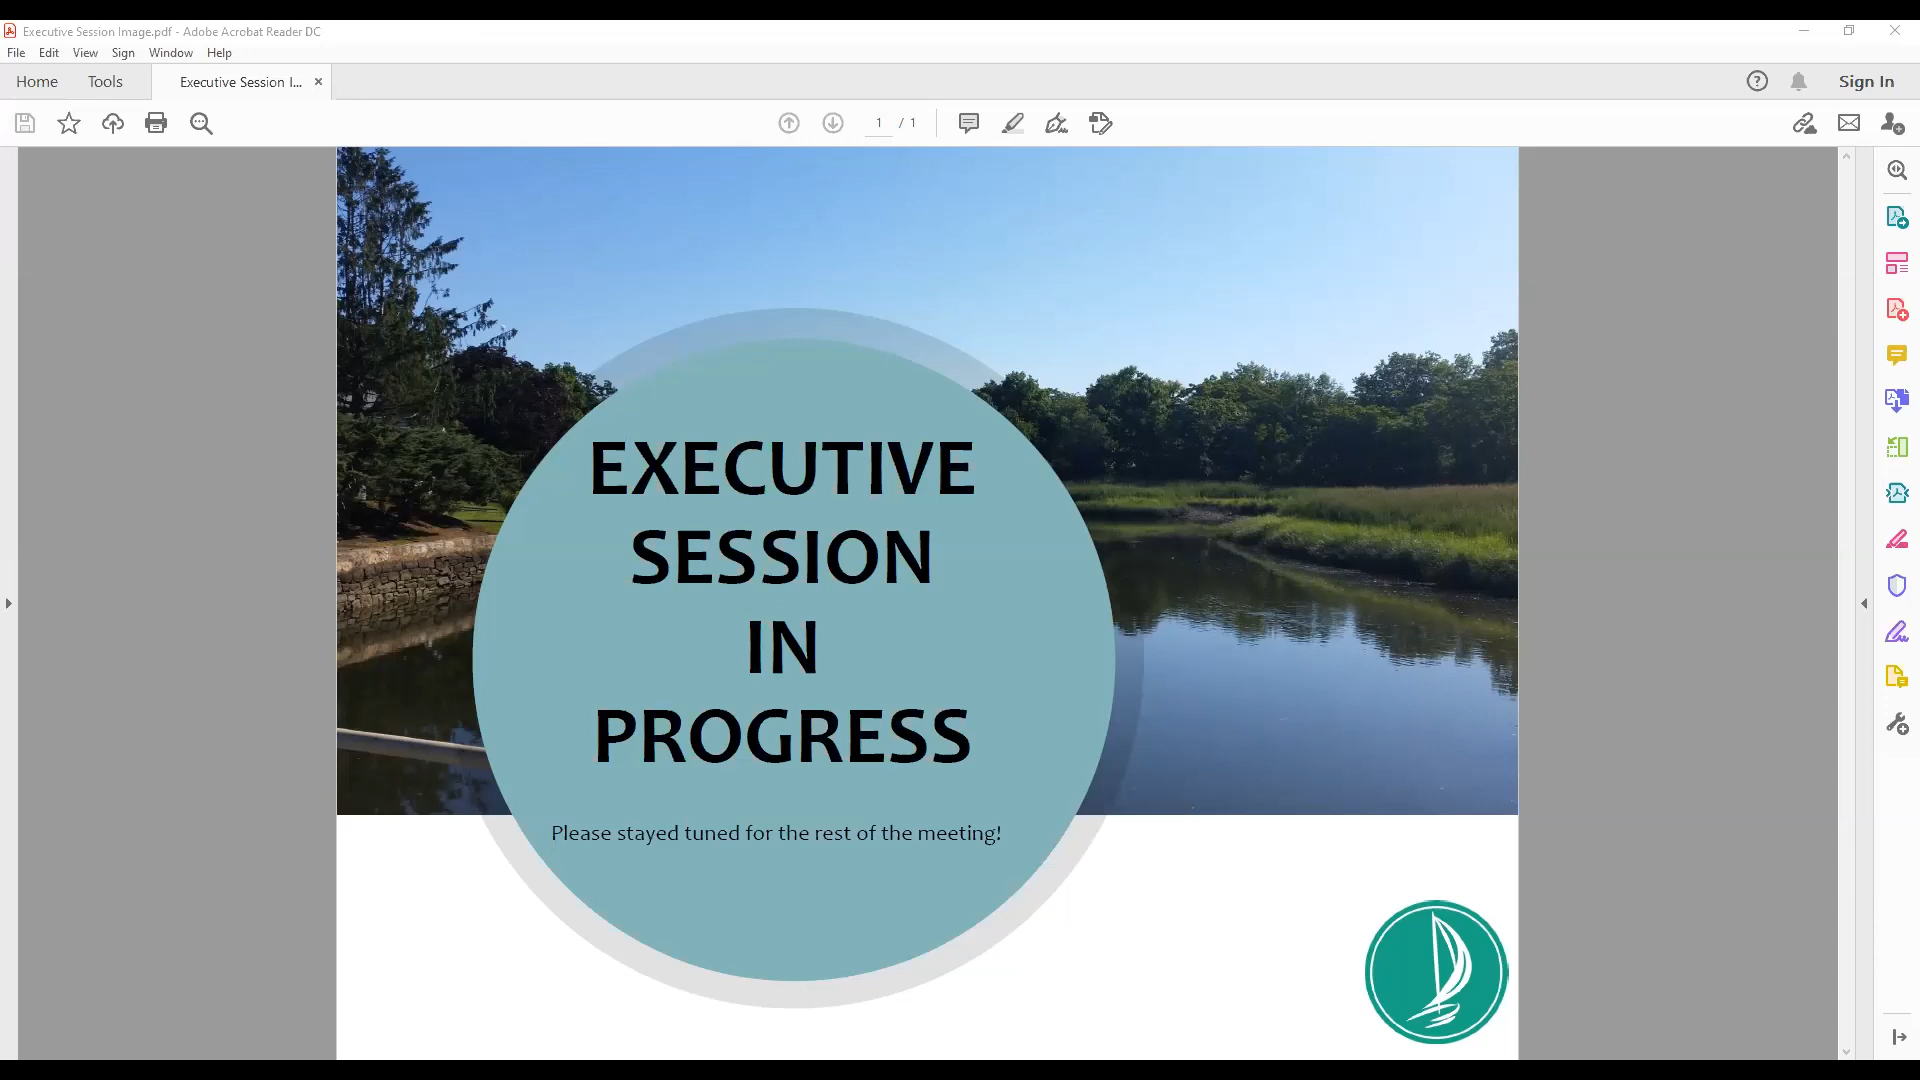 Executive Session Image.pdf - Adobe Acrobat Reader DC
File Edit View Sign Window Help
Home Tools Executive Session I... ×
Sign In
1 / 1
EXECUTIVE
SESSION
IN
PROGRESS
Please stayed tuned for the rest of the meeting!